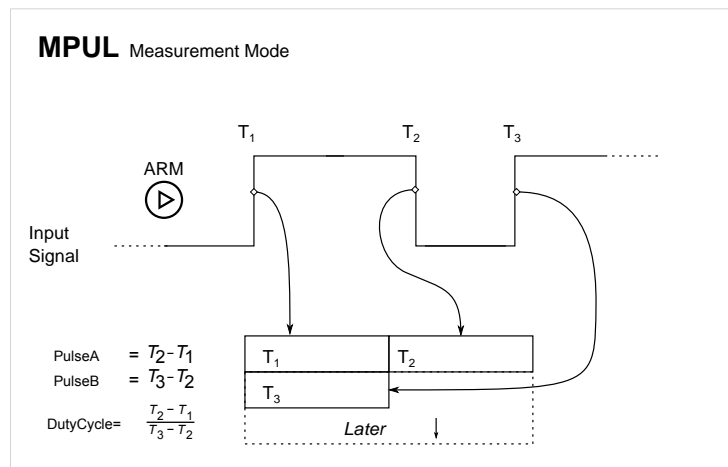 MPUL Measurement Mode
T1 T2 T3
ARM
Input
Signal
T1 T2
PulseA = T2-T1
PulseB = T3-T2
T3
DutyCycle= T2 - T1
T3 - T2
Later